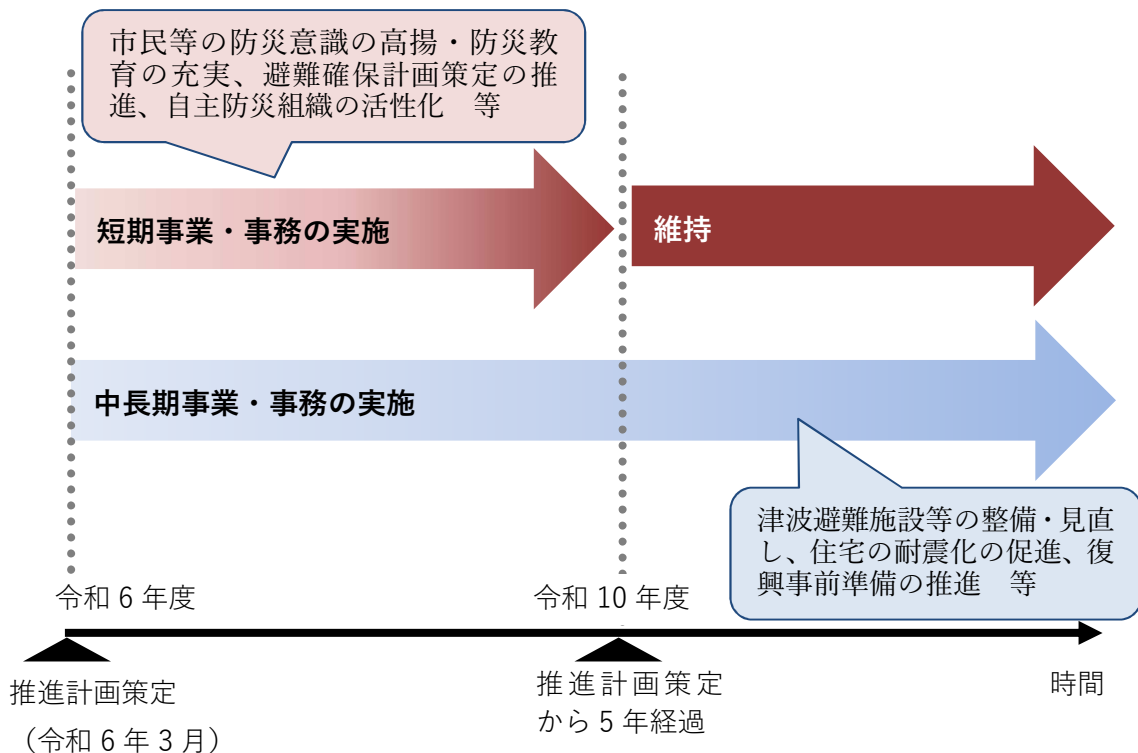 市民等の防災意識の高揚・防災教
育の充実、避難確保計画策定の推
進、自主防災組織の活性化　等
短期事業・事務の実施
維持
中長期事業・事務の実施
津波避難施設等の整備・見直
し、住宅の耐震化の促進、復
興事前準備の推進　等
令和 6 年度
令和 10 年度
推進計画策定
（令和 6 年 3 月）
推進計画策定
から 5 年経過
時間